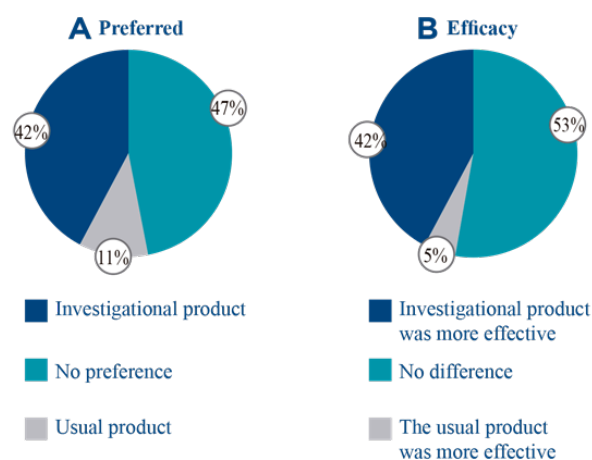 A Preferred
42%
47%
11%
Investigational product
No preference
Usual product
B Efficacy
42%
53%
5%
Investigational product
was more effective
No difference
The usual product
was more effective